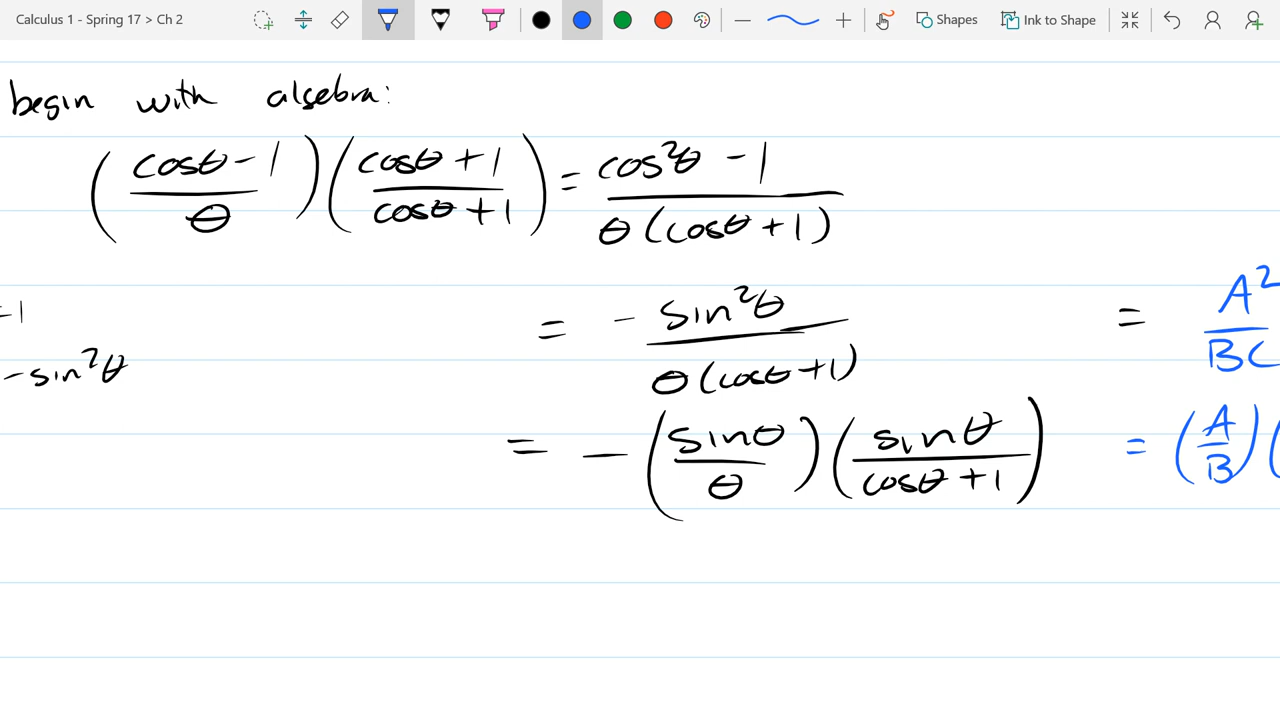 Calculus 1 - Spring 17 > Ch 2
Shapes
Ink to Shape
begin with algebra:
((cosθ - 1)/θ)((cosθ + 1)/(cosθ + 1)) = (cos²θ - 1)/(θ(cosθ + 1))
= 1
= - sin²θ/(θ(cosθ + 1)) = A²/BC
- sin²θ
= - (sinθ/θ)(sinθ/(cosθ + 1)) = (A/B)(